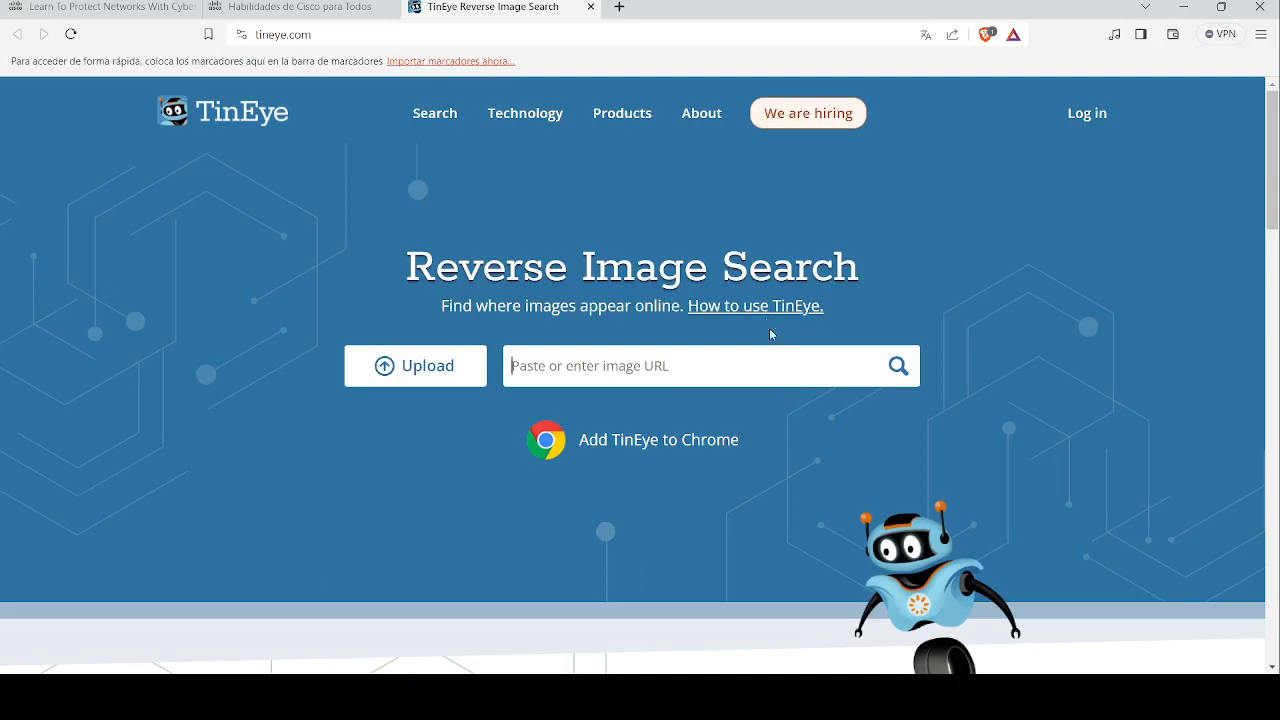 Learn To Protect Networks With Cyber
Habilidades de Cisco para Todos
TinEye Reverse Image Search
tineye.com
1
VPN
Para acceder de forma rápida, coloca los marcadores aquí en la barra de marcadores Importar marcadores ahora...
TinEye
Search
Technology
Products
About
We are hiring
Log in
Reverse Image Search
Find where images appear online. How to use TinEye.
Upload
Paste or enter image URL
Add TinEye to Chrome